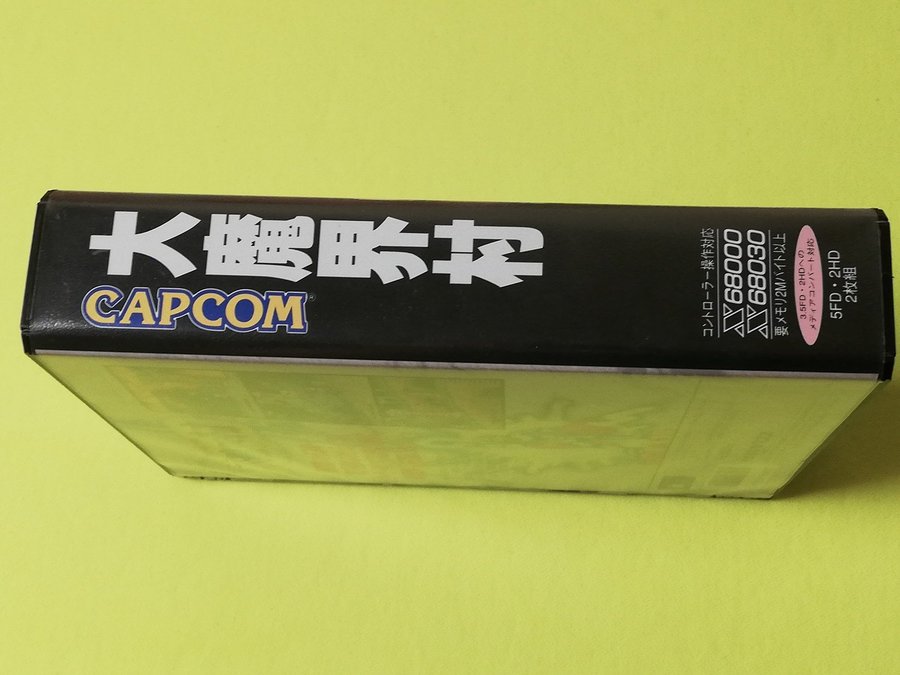 大魔界村
CAPCOM
コントローラー操作対応
X68000
X68030
要メモリ2Mバイト以上
3.5FD・2HDへの
メディアコンバート対応
5FD・2HD
2枚組